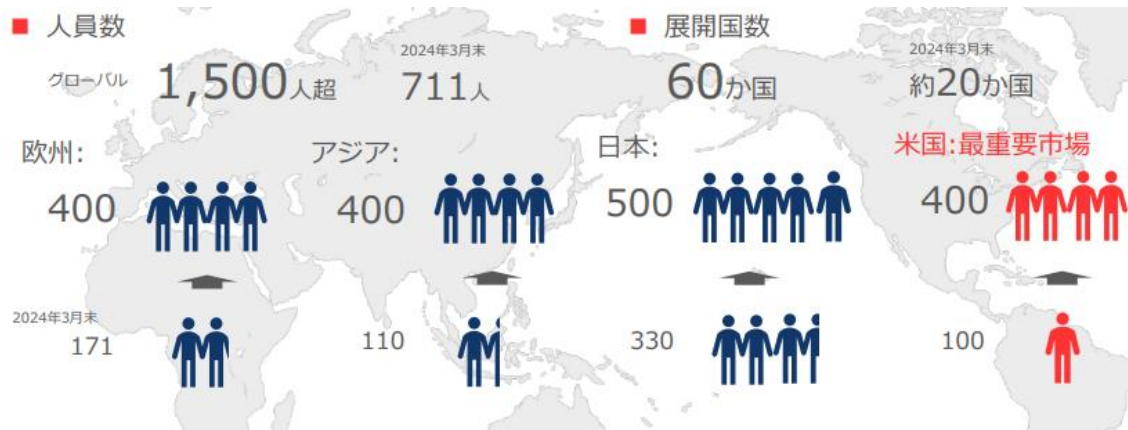 ■ 人員数
グローバル 1,500人超
2024年3月末
711人
■ 展開国数
60か国
2024年3月末
約20か国
欧州:
400
アジア:
400
日本:
500
米国:最重要市場
400
2024年3月末
171
110
330
100